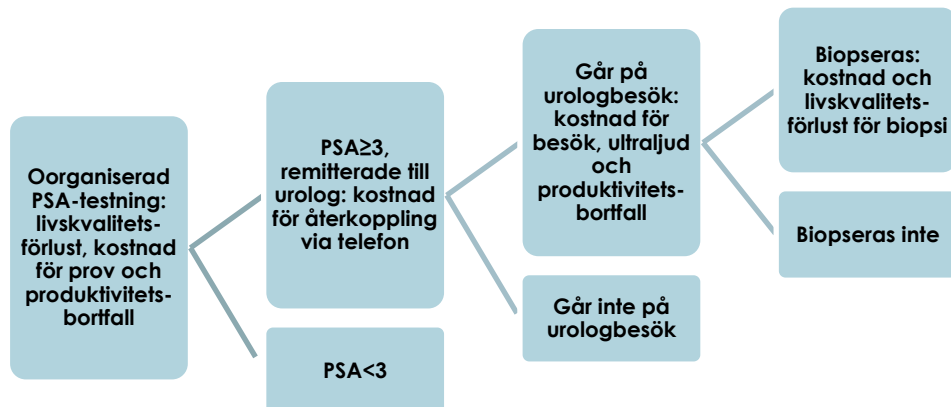 Oorganiserad
PSA-testning:
livskvalitets-
förlust, kostnad
för prov och
produktivitets-
bortfall
PSA≥3,
remitterade till
urolog: kostnad
för återkoppling
via telefon
PSA<3
Går på
urologbesök:
kostnad för
besök, ultraljud
och
produktivitets-
bortfall
Går inte på
urologbesök
Biopseras:
kostnad och
livskvalitets-
förlust för biopsi
Biopseras inte